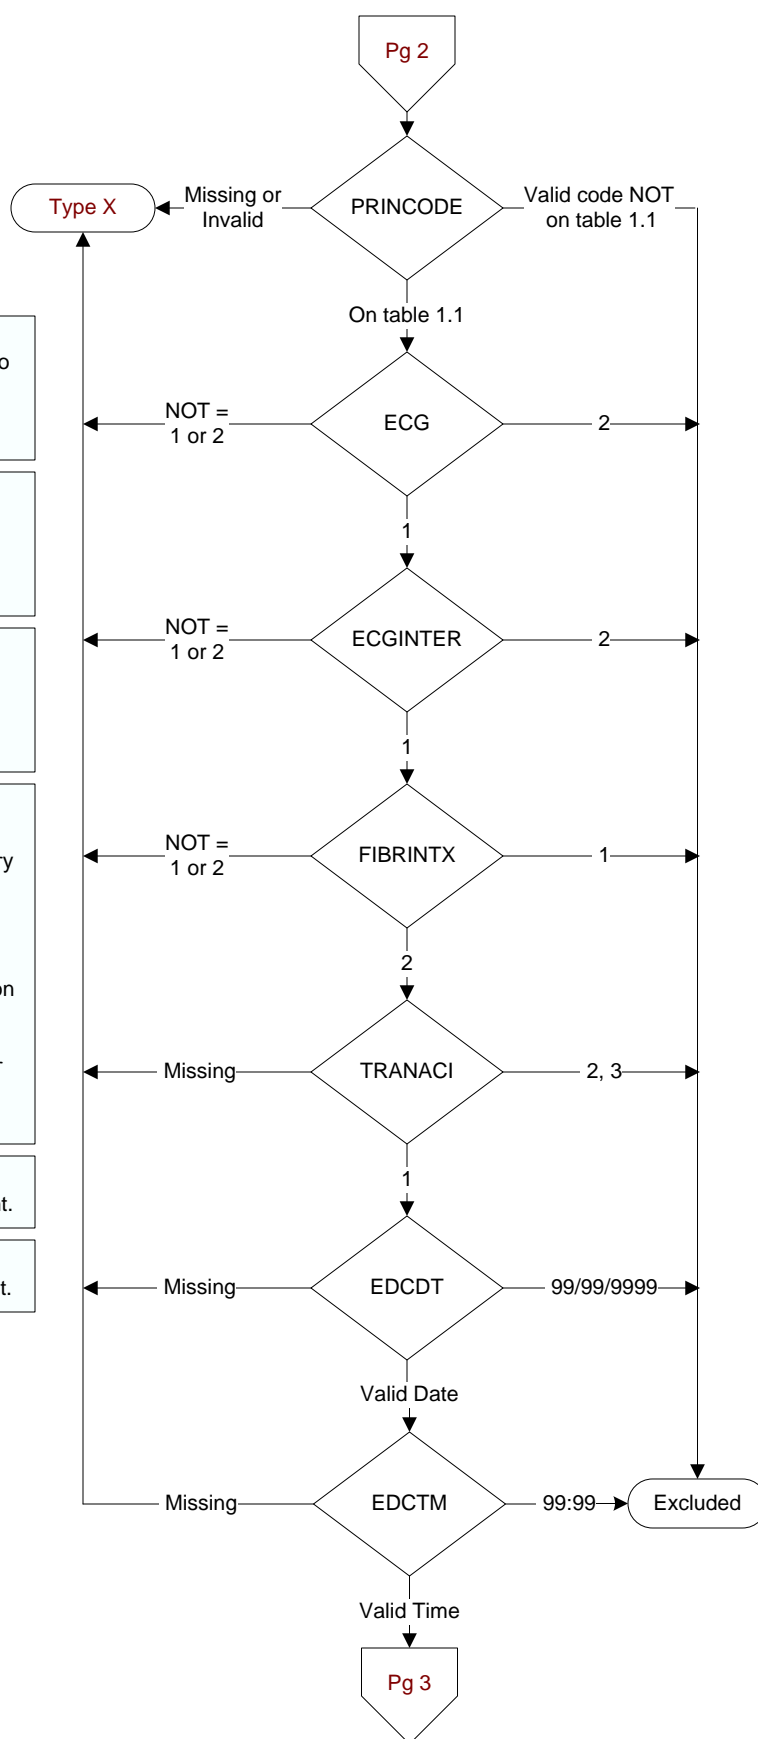 Pg 2
PRINCODE
Missing or
Invalid
Type X
Valid code NOT
on table 1.1
On table 1.1
ECG
NOT =
1 or 2
2
1
ECGINTER
NOT =
1 or 2
2
1
FIBRINTX
NOT =
1 or 2
1
2
TRANACI
Missing
2, 3
1
EDCDT
Missing
99/99/9999
Valid Date
EDCTM
Missing
99:99
Excluded
Valid Time
Pg 3